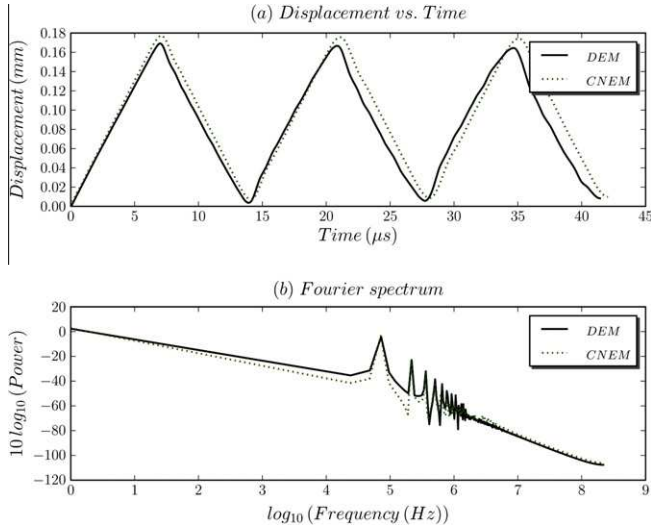 (a) Displacement vs. Time
Displacement (mm)
0.18
0.16
0.14
0.12
0.10
0.08
0.06
0.04
0.02
0.00
DEM
CNEM
0 5 10 15 20 25 30 35 40 45
Time (μs)
(b) Fourier spectrum
10 log10 (Power)
20
0
−20
−40
−60
−80
−100
−120
DEM
CNEM
0 1 2 3 4 5 6 7 8 9
log10 (Frequency (Hz))